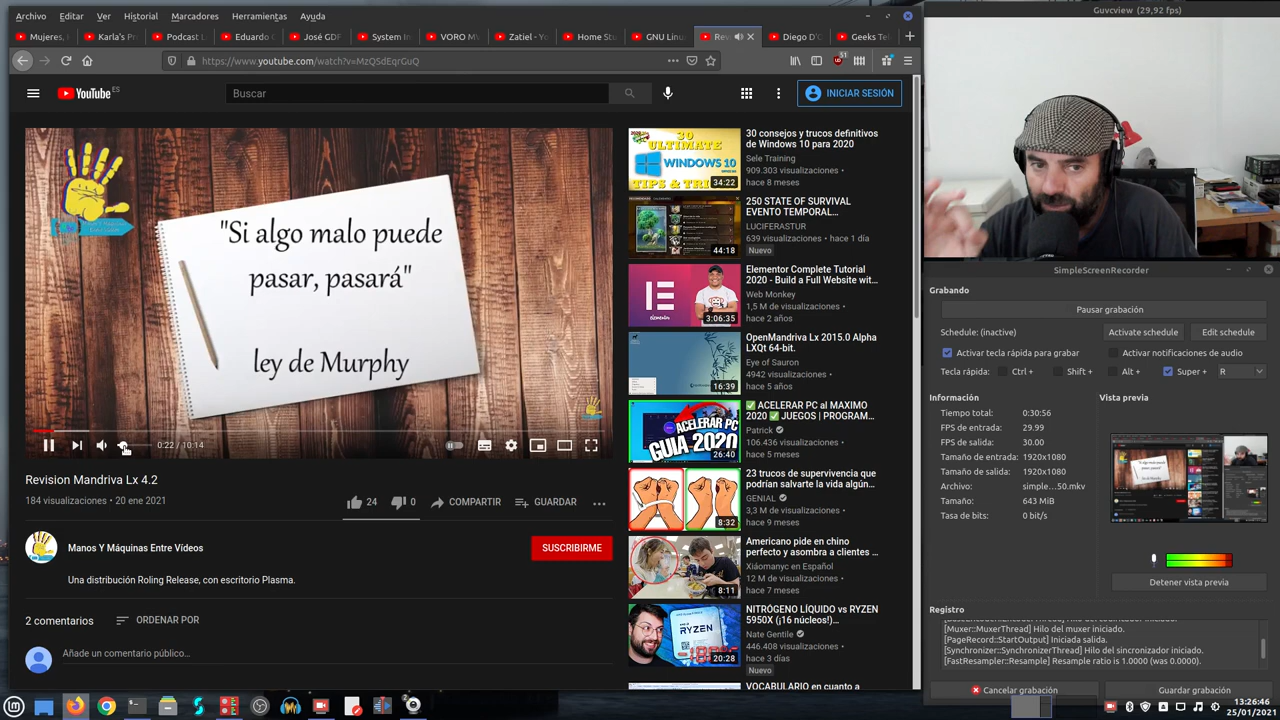 Archivo Editar Ver Historial Marcadores Herramientas Ayuda
Guvcview (29,92 fps)
Mujeres, Karla's Pr Podcast L Eduardo José GDF System In VORO MV Zatiel - Yo Home Stu GNU Linu Rev Diego D'O Geeks Tel
https://www.youtube.com/watch?v=MzQSdEqrGuQ
51
YouTube ES
Buscar
INICIAR SESIÓN
"Si algo malo puede
pasar, pasará"
ley de Murphy
0:22 / 10:14
Revision Mandriva Lx 4.2
184 visualizaciones • 20 ene 2021
24
0
COMPARTIR
GUARDAR
Manos Y Máquinas Entre Vídeos
SUSCRIBIRME
Una distribución Roling Release, con escritorio Plasma.
2 comentarios
ORDENAR POR
Añade un comentario público...
30
ULTIMATE
WINDOWS 10
TIPS & TRI
34:22
30 consejos y trucos definitivos
de Windows 10 para 2020
Sele Training
909.303 visualizaciones •
hace 8 meses
44:18
250 STATE OF SURVIVAL
EVENTO TEMPORAL...
LUCIFERASTUR
639 visualizaciones • hace 1 día
Nuevo
elementor
3:06:35
Elementor Complete Tutorial
2020 - Build a Full Website wit...
Web Monkey
1,5 M de visualizaciones •
hace 2 años
16:39
OpenMandriva Lx 2015.0 Alpha
LXQt 64-bit.
Eye of Sauron
4942 visualizaciones •
hace 5 años
ACELERAR PC
GUIA 2020
26:40
✅ ACELERAR PC al MAXIMO
2020 ✅ JUEGOS | PROGRAM...
Patrick
106.436 visualizaciones •
hace 5 meses
8:32
23 trucos de supervivencia que
podrían salvarte la vida algún...
GENIAL
3,3 M de visualizaciones •
hace 9 meses
8:11
Americano pide en chino
perfecto y asombra a clientes ...
Xiáomanyc en Español
12 M de visualizaciones •
hace 7 meses
RYZEN
20:28
NITRÓGENO LÍQUIDO vs RYZEN
5950X (¡16 núcleos!)...
Nate Gentile
446.408 visualizaciones •
hace 3 días
Nuevo
VOCABULARIO en cuanto a
SimpleScreenRecorder
Grabando
Pausar grabación
Schedule: (inactive)
Activate schedule
Edit schedule
Activar tecla rápida para grabar
Activar notificaciones de audio
Tecla rápida: Ctrl + Shift + Alt + Super + R
Información
Vista previa
Tiempo total: 0:30:56
FPS de entrada: 29.99
FPS de salida: 30.00
Tamaño de entrada: 1920x1080
Tamaño de salida: 1920x1080
Archivo: simple...50.mkv
Tamaño: 643 MiB
Tasa de bits: 0 bit/s
Detener vista previa
Registro
[Muxer::MuxerThread] Hilo del muxer iniciado.
[PageRecord::StartOutput] Iniciada salida.
[Synchronizer::SynchronizerThread] Hilo del sincronizador iniciado.
[FastResampler::Resample] Resample ratio is 1.0000 (was 0.0000).
Cancelar grabación
Guardar grabación
13:26:46
25/01/2021